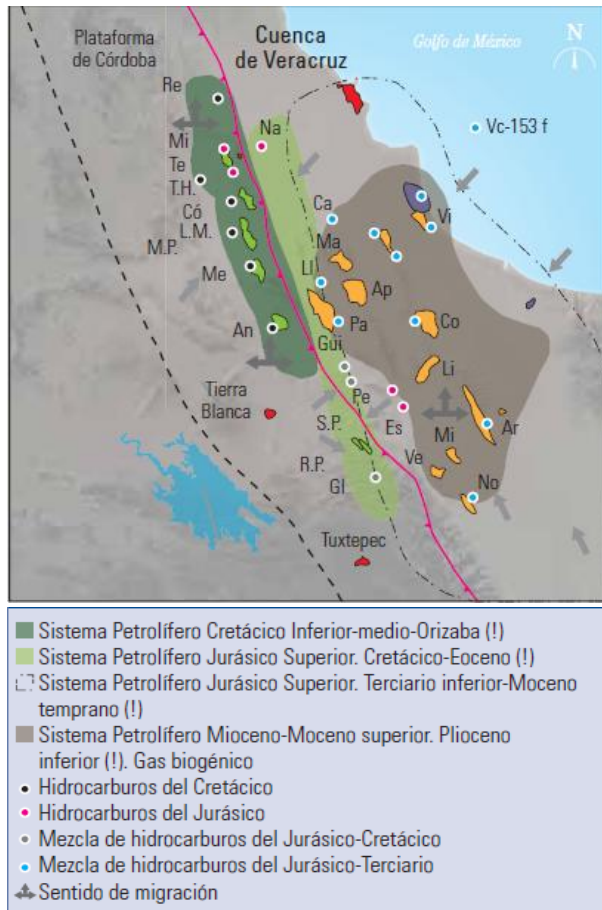 Plataforma
de Córdoba
Cuenca
de Veracruz
Golfo de México
N
Re
Vc-153 f
Mi
Na
Te
T.H.
Có
Ca
Vi
L.M.
Ma
M.P.
Me
Ll
Ap
An
Pa
Co
Gúi
Li
Tierra
Blanca
Pe
S.P.
Es
Mi
Ar
R.P.
Ve
No
Gl
Tuxtepec
Sistema Petrolífero Cretácico Inferior-medio-Orizaba (!)
Sistema Petrolífero Jurásico Superior. Cretácico-Eoceno (!)
Sistema Petrolífero Jurásico Superior. Terciario inferior-Moceno
temprano (!)
Sistema Petrolífero Mioceno-Moceno superior. Plioceno
inferior (!). Gas biogénico
Hidrocarburos del Cretácico
Hidrocarburos del Jurásico
Mezcla de hidrocarburos del Jurásico-Cretácico
Mezcla de hidrocarburos del Jurásico-Terciario
Sentido de migración